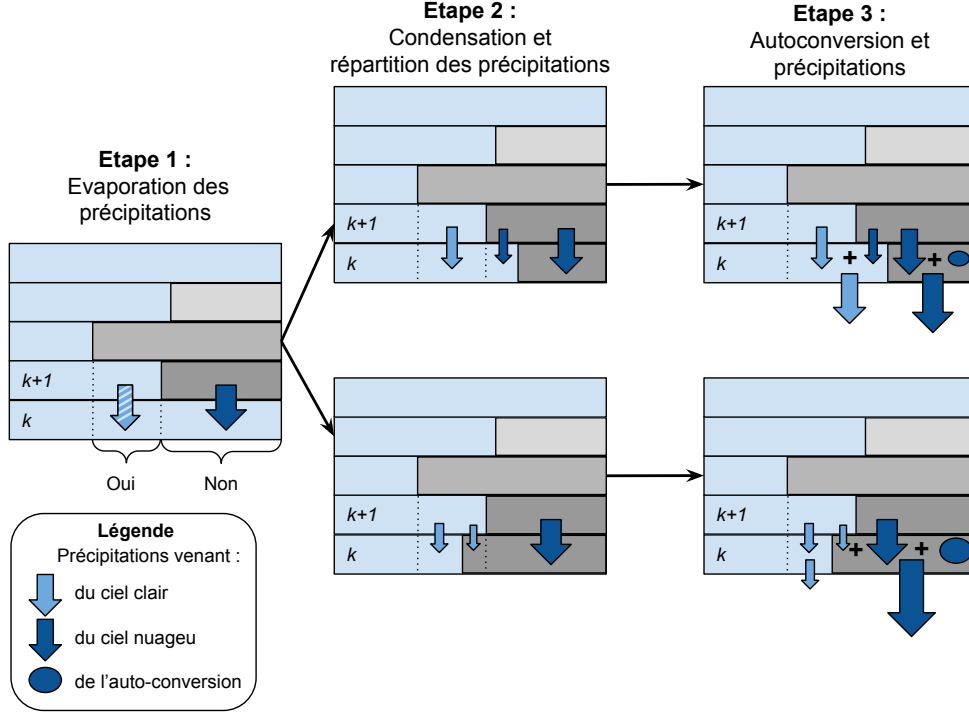 Etape 1 :
Evaporation des
précipitations
k+1
k
Oui
Non
Etape 2 :
Condensation et
répartition des précipitations
k+1
k
k+1
k
Etape 3 :
Autoconversion et
précipitations
k+1
k
+
+
k+1
k
+
+
Légende
Précipitations venant :
du ciel clair
du ciel nuageu
de l'auto-conversion